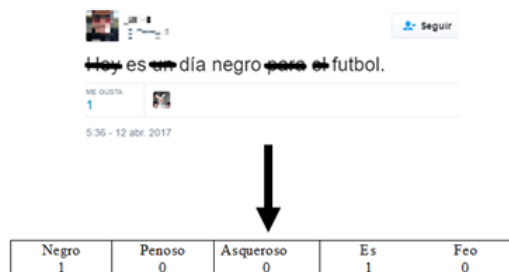 Seguir
Hoy es un día negro para el futbol.
ME GUSTA
1
5:36 - 12 abr. 2017
Negro Penoso Asqueroso Es Feo
1 0 0 1 0